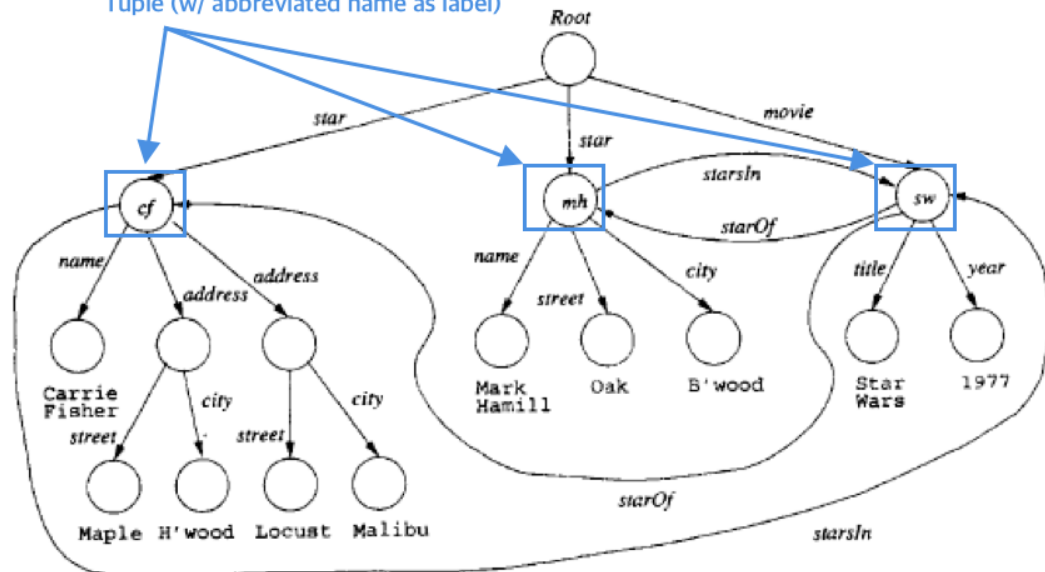 Tuple (w/ abbreviated name as label)
Root
star
star
movie
cf
mh
sw
starsIn
starOf
name
address
address
name
street
city
title
year
Carrie
Fisher
Mark
Hamill
Oak
B'wood
Star
Wars
1977
street
city
street
city
Maple
H'wood
Locust
Malibu
starOf
starsIn